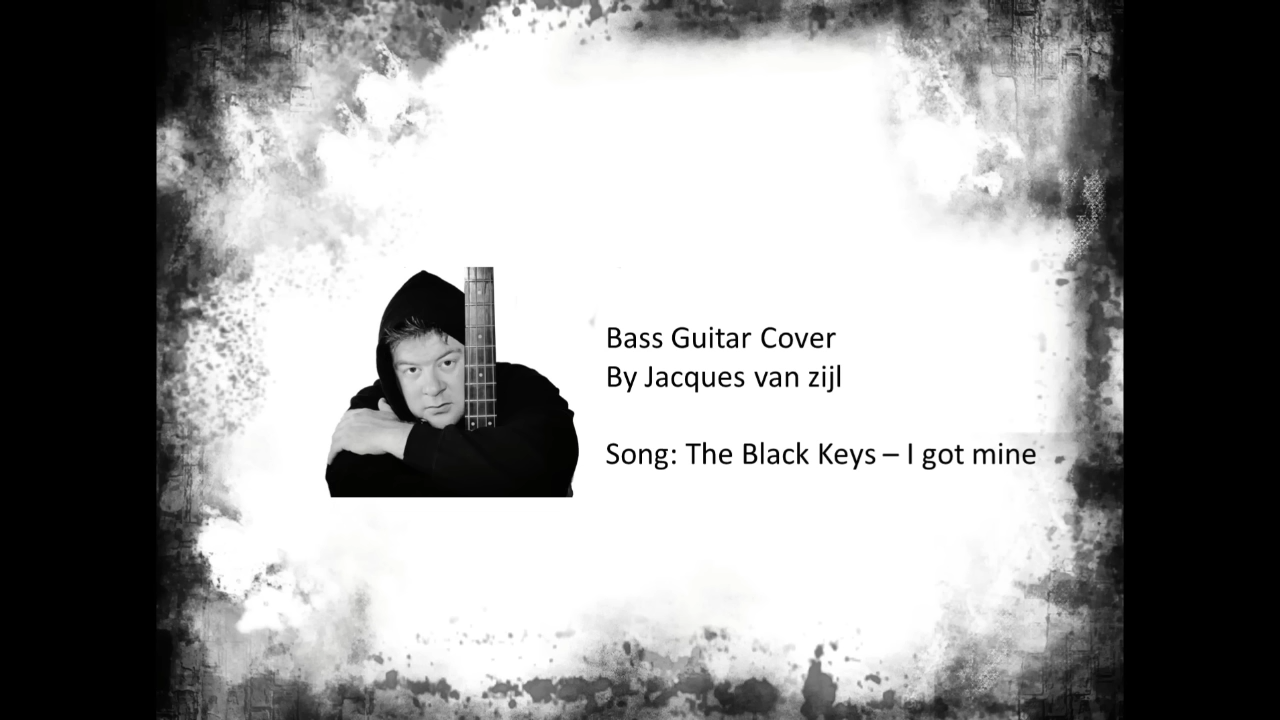 Bass Guitar Cover
By Jacques van zijl
Song: The Black Keys – I got mine